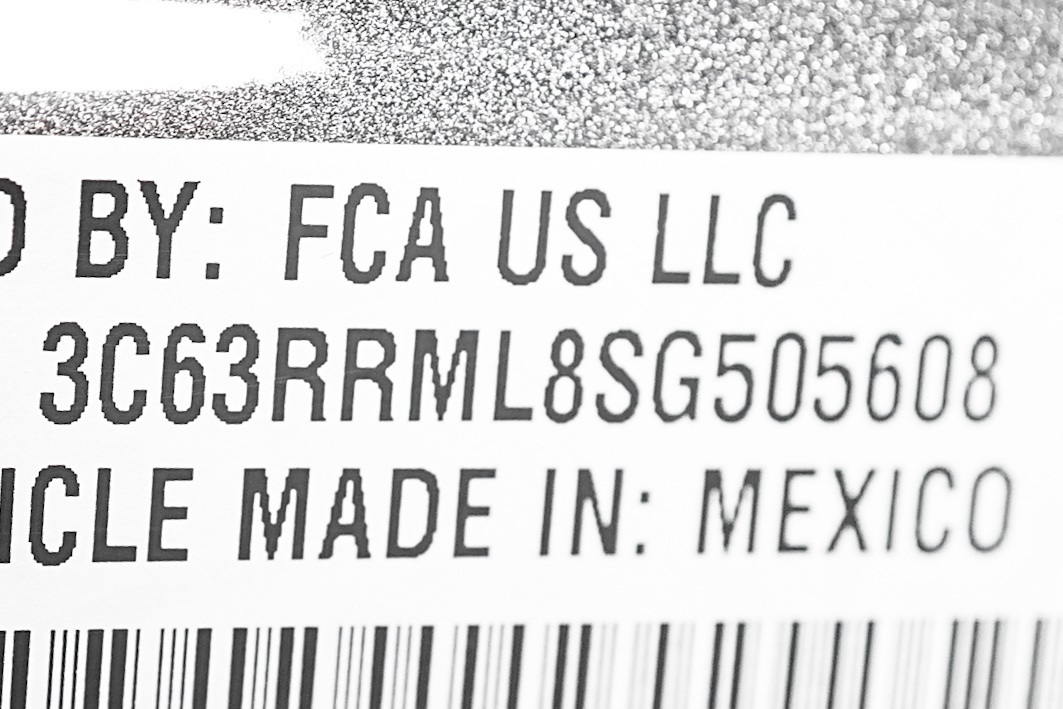 D BY: FCA US LLC
3C63RRML8SG505608
ICLE MADE IN: MEXICO